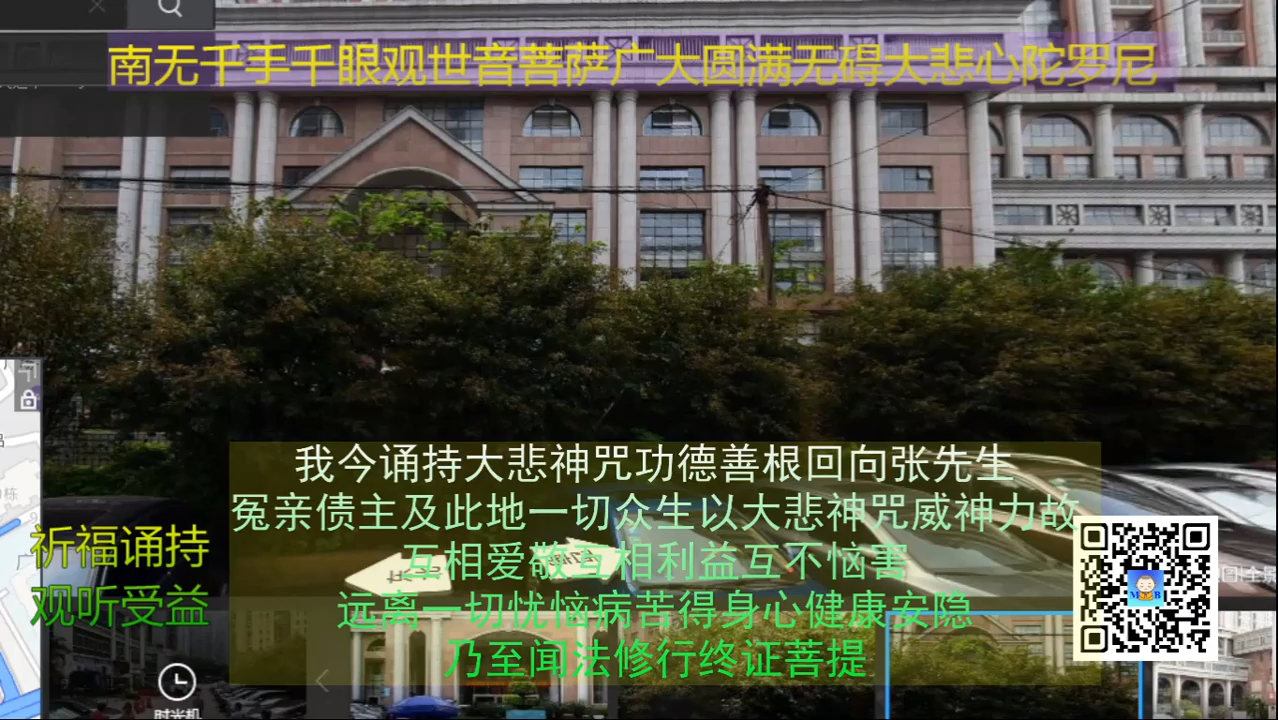 南无千手千眼观世音菩萨广大圆满无碍大悲心陀罗尼
我今诵持大悲神咒功德善根回向张先生
冤亲债主及此地一切众生以大悲神咒威神力故
互相爱敬互相利益互不恼害
远离一切忧恼病苦得身心健康安隐
乃至闻法修行终证菩提
祈福诵持
观听受益
时光机
栋
M B